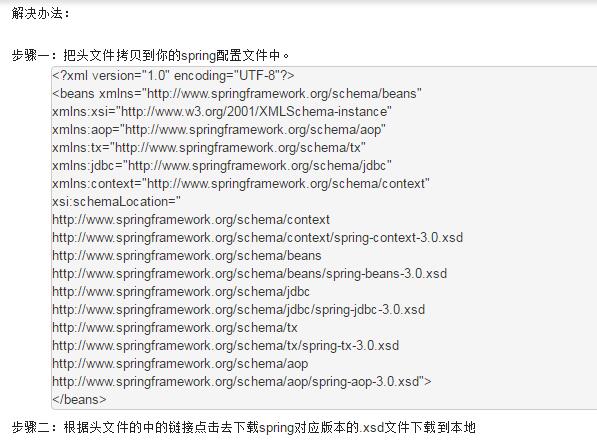 解决办法：
步骤一：把头文件拷贝到你的spring配置文件中。
<?xml version="1.0" encoding="UTF-8"?>
<beans xmlns="http://www.springframework.org/schema/beans"
xmlns:xsi="http://www.w3.org/2001/XMLSchema-instance"
xmlns:aop="http://www.springframework.org/schema/aop"
xmlns:tx="http://www.springframework.org/schema/tx"
xmlns:jdbc="http://www.springframework.org/schema/jdbc"
xmlns:context="http://www.springframework.org/schema/context"
xsi:schemaLocation="
http://www.springframework.org/schema/context
http://www.springframework.org/schema/context/spring-context-3.0.xsd
http://www.springframework.org/schema/beans
http://www.springframework.org/schema/beans/spring-beans-3.0.xsd
http://www.springframework.org/schema/jdbc
http://www.springframework.org/schema/jdbc/spring-jdbc-3.0.xsd
http://www.springframework.org/schema/tx
http://www.springframework.org/schema/tx/spring-tx-3.0.xsd
http://www.springframework.org/schema/aop
http://www.springframework.org/schema/aop/spring-aop-3.0.xsd">
</beans>
步骤二：根据头文件的中的链接点击去下载spring对应版本的.xsd文件下载到本地